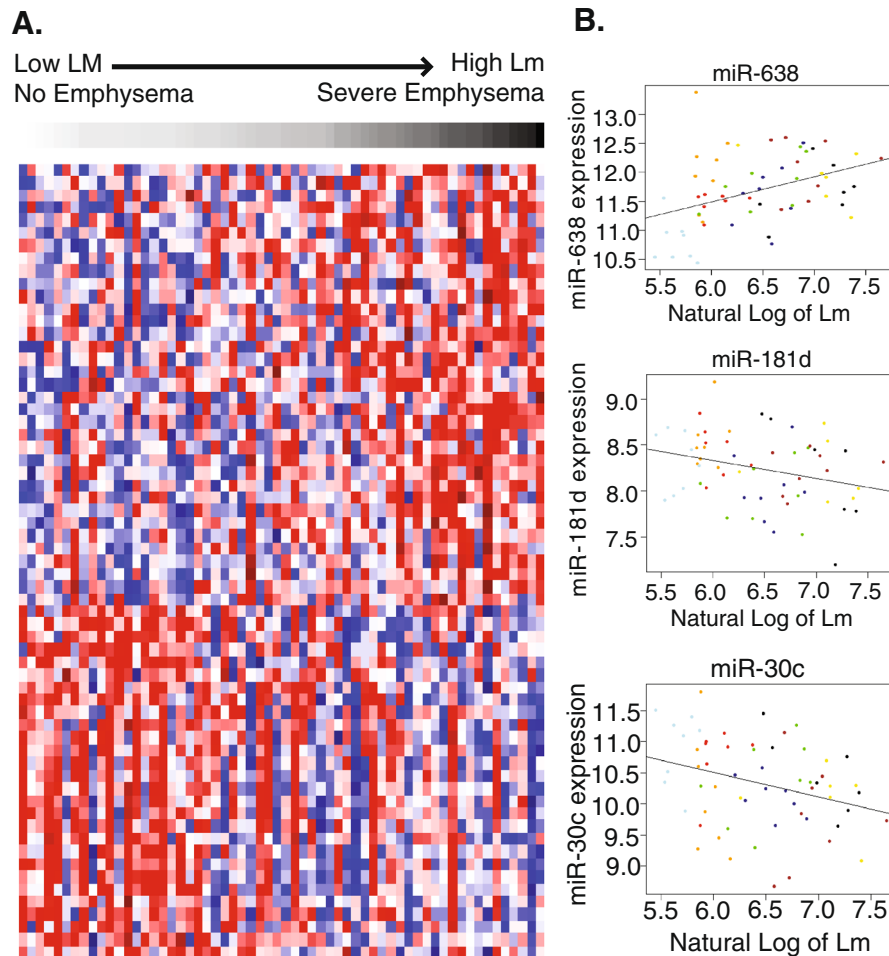 A.
Low LM
High Lm
No Emphysema
Severe Emphysema
B.
miR-638
miR-638 expression
13.0
12.5
12.0
11.5
11.0
10.5
5.5 6.0 6.5 7.0 7.5
Natural Log of Lm
miR-181d
miR-181d expression
9.0
8.5
8.0
7.5
5.5 6.0 6.5 7.0 7.5
Natural Log of Lm
miR-30c
miR-30c expression
11.5
11.0
10.5
10.0
9.5
9.0
5.5 6.0 6.5 7.0 7.5
Natural Log of Lm